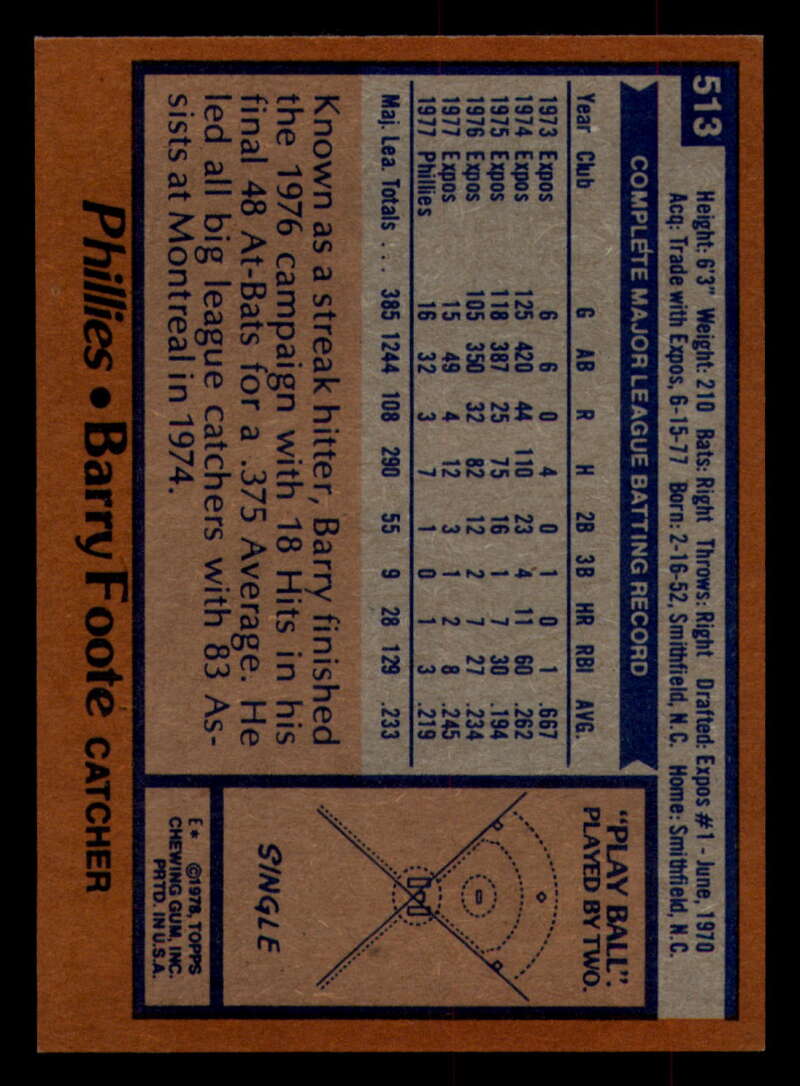 513
Height: 6'3" Weight: 210 Bats: Right Throws: Right Drafted: Expos #1 - June, 1970
Acq: Trade with Expos, 6-15-77 Born: 2-16-52, Smithfield, N.C. Home: Smithfield, N.C.
COMPLETE MAJOR LEAGUE BATTING RECORD
Year Club G AB R H 2B 3B HR RBI AVG.
1973 Expos 6 6 0 4 0 1 0 1 .667
1974 Expos 125 420 44 110 23 4 11 60 .262
1975 Expos 118 387 25 75 16 1 7 30 .194
1976 Expos 105 350 32 82 12 2 7 27 .234
1977 Expos 15 49 4 12 3 1 2 8 .245
1977 Phillies 16 32 3 7 1 0 1 3 .219
Maj. Lea. Totals ... 385 1244 108 290 55 9 28 129 .233
Known as a streak hitter, Barry finished
the 1976 campaign with 18 Hits in his
final 48 At-Bats for a .375 Average. He
led all big league catchers with 83 As-
sists at Montreal in 1974.
"PLAY BALL".
PLAYED BY TWO.
SINGLE
E* ©1978, TOPPS
CHEWING GUM, INC.
PRTD. IN U.S.A.
Phillies • Barry Foote CATCHER